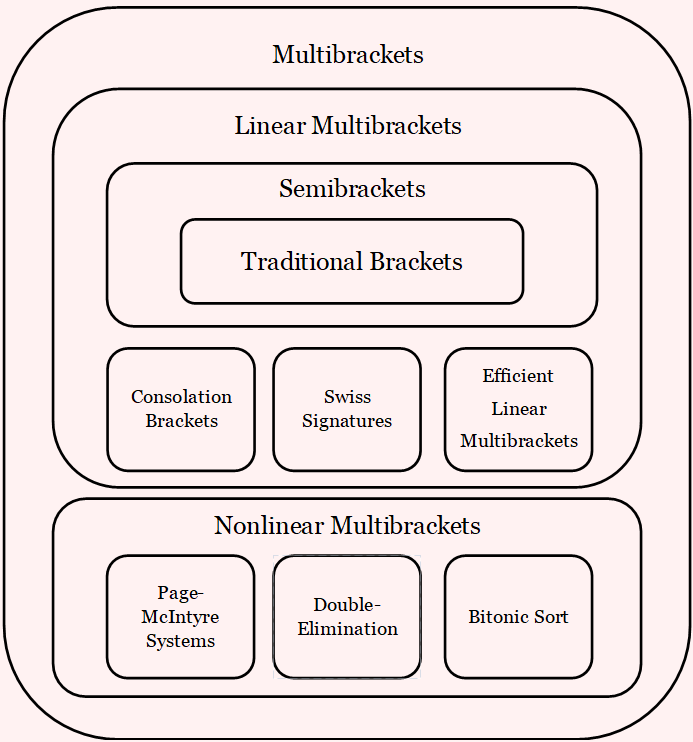 Multibrackets
Linear Multibrackets
Semibrackets
Traditional Brackets
Consolation
Brackets
Swiss
Signatures
Efficient
Linear
Multibrackets
Nonlinear Multibrackets
Page-
McIntyre
Systems
Double-
Elimination
Bitonic Sort